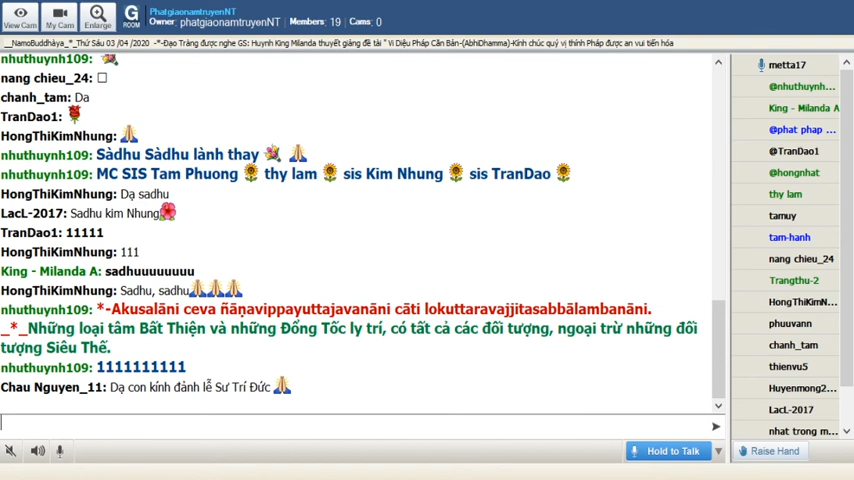 PhatgiaonamtruyenNT
Owner: phatgiaonamtruyenNT | Members: 19 | Cams: 0
View Cam
My Cam
Enlarge
G
ROOM
__NamoBuddhàya_*_Thứ Sáu 03 /04 /2020 -*-Đạo Tràng được nghe GS: Huynh King Milanda thuyết giảng đề tài " Vi Diệu Pháp Căn Bản-(AbhiDhamma)-Kính chúc quý vị thính Pháp được an vui tiến hóa
nhuthuynh109:
nang chieu_24:
chanh_tam: Da
TranDao1:
HongThiKimNhung:
nhuthuynh109: Sàdhu Sàdhu lành thay
nhuthuynh109: MC SIS Tam Phuong thy lam sis Kim Nhung sis TranDao
HongThiKimNhung: Dạ sadhu
LacL-2017: Sadhu kim Nhung
TranDao1: 11111
HongThiKimNhung: 111
King - Milanda A: sadhuuuuuuuu
HongThiKimNhung: Sadhu, sadhu
nhuthuynh109: *-Akusalāni ceva ñāṇavippayuttajavanāni cāti lokuttaravajjitasabbālambanāni.
_*_Những loại tâm Bất Thiện và những Đổng Tốc ly trí, có tất cả các đối tượng, ngoại trừ những đối
tượng Siêu Thế.
nhuthuynh109: 1111111111
Chau Nguyen_11: Dạ con kính đảnh lễ Sư Trí Đức
Hold to Talk
metta17
@nhuthuynh...
King - Milanda A
@phat phap ...
@TranDao1
@hongnhat
thy lam
tamuy
tam-hanh
nang chieu_24
Trangthu-2
HongThiKimN...
phuuvann
chanh_tam
thienvu5
Huyenmong2...
LacL-2017
nhat trong m...
Raise Hand